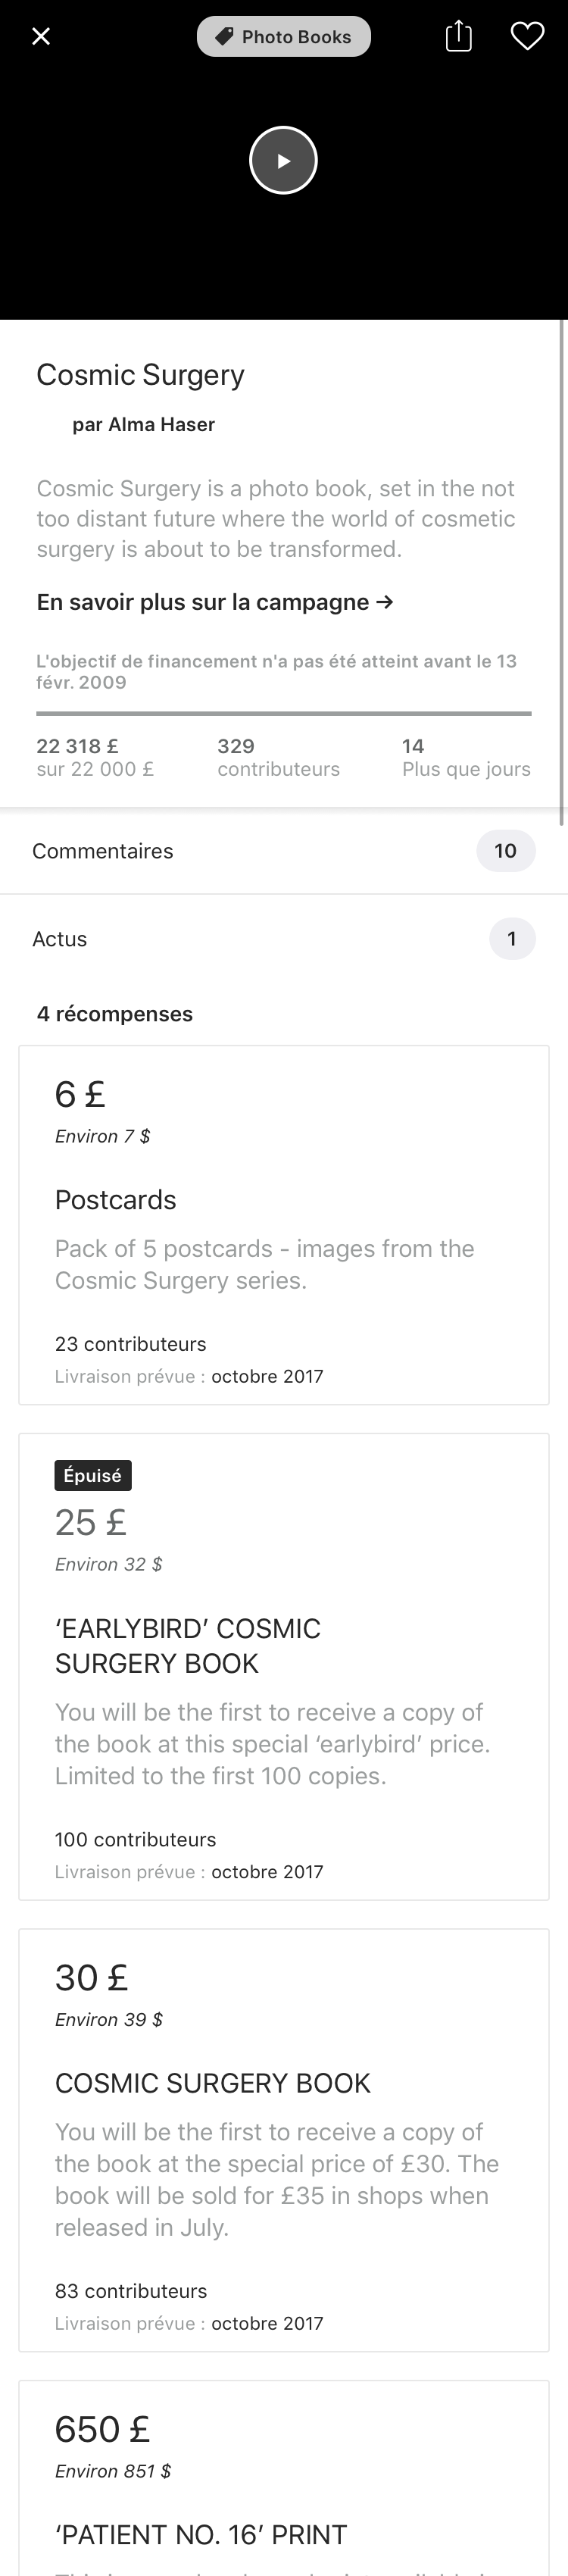 Photo Books
Cosmic Surgery
par Alma Haser
Cosmic Surgery is a photo book, set in the not
too distant future where the world of cosmetic
surgery is about to be transformed.
En savoir plus sur la campagne →
L'objectif de financement n'a pas été atteint avant le 13
févr. 2009
22 318 £ 329 14
sur 22 000 £ contributeurs Plus que jours
Commentaires 10
Actus 1
4 récompenses
6 £
Environ 7 $
Postcards
Pack of 5 postcards - images from the
Cosmic Surgery series.
23 contributeurs
Livraison prévue : octobre 2017
Épuisé
25 £
Environ 32 $
‘EARLYBIRD’ COSMIC
SURGERY BOOK
You will be the first to receive a copy of
the book at this special ‘earlybird’ price.
Limited to the first 100 copies.
100 contributeurs
Livraison prévue : octobre 2017
30 £
Environ 39 $
COSMIC SURGERY BOOK
You will be the first to receive a copy of
the book at the special price of £30. The
book will be sold for £35 in shops when
released in July.
83 contributeurs
Livraison prévue : octobre 2017
650 £
Environ 851 $
‘PATIENT NO. 16’ PRINT